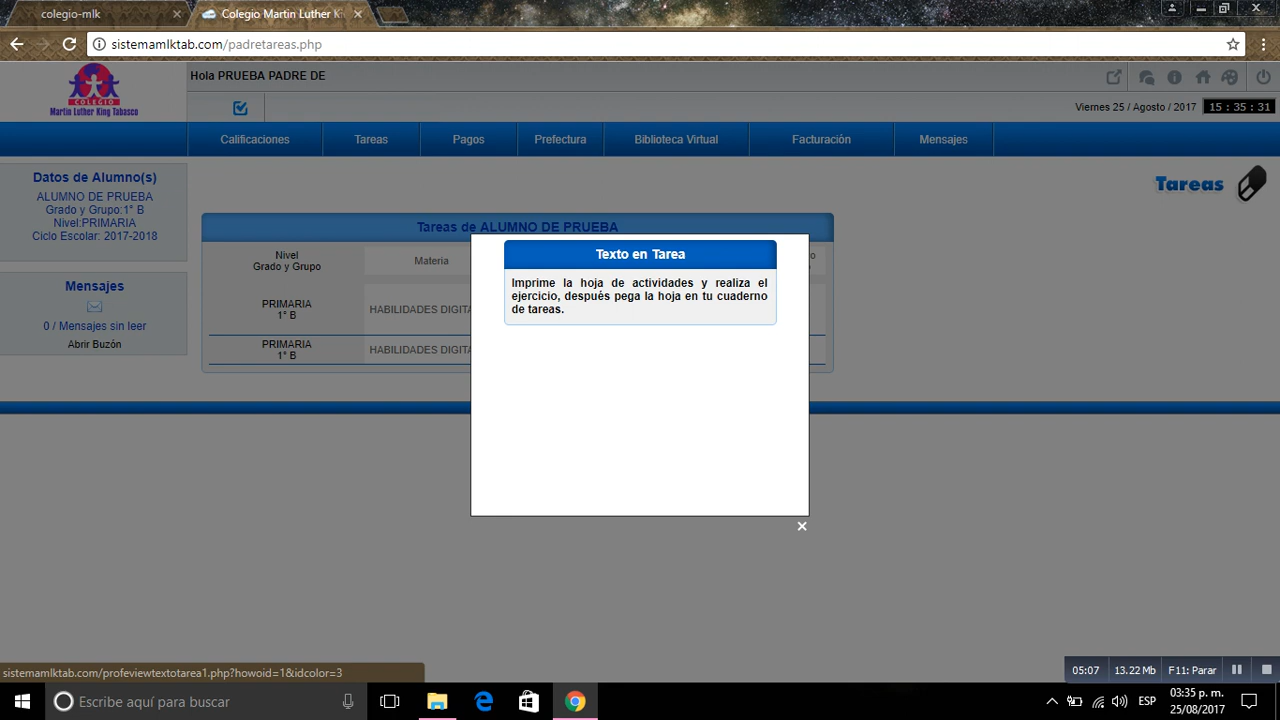 colegio-mlk
Colegio Martin Luther Ki
sistemamlktab.com/padretareas.php
COLEGIO
Martin Luther King Tabasco
Hola PRUEBA PADRE DE
Viernes 25 / Agosto / 2017 15 : 35 : 31
Calificaciones Tareas Pagos Prefectura Biblioteca Virtual Facturación Mensajes
Datos de Alumno(s)
ALUMNO DE PRUEBA
Grado y Grupo:1° B
Nivel:PRIMARIA
Ciclo Escolar: 2017-2018
Mensajes
0 / Mensajes sin leer
Abrir Buzón
Tareas
Tareas de ALUMNO DE PRUEBA
Nivel
Grado y Grupo
Materia
PRIMARIA
1° B
HABILIDADES DIGITA
PRIMARIA
1° B
HABILIDADES DIGITA
Texto en Tarea
Imprime la hoja de actividades y realiza el
ejercicio, después pega la hoja en tu cuaderno
de tareas.
sistemamlktab.com/profeviewtextotarea1.php?howoid=1&idcolor=3
05:07 13.22 Mb F11: Parar
Escribe aquí para buscar
ESP
03:35 p. m.
25/08/2017